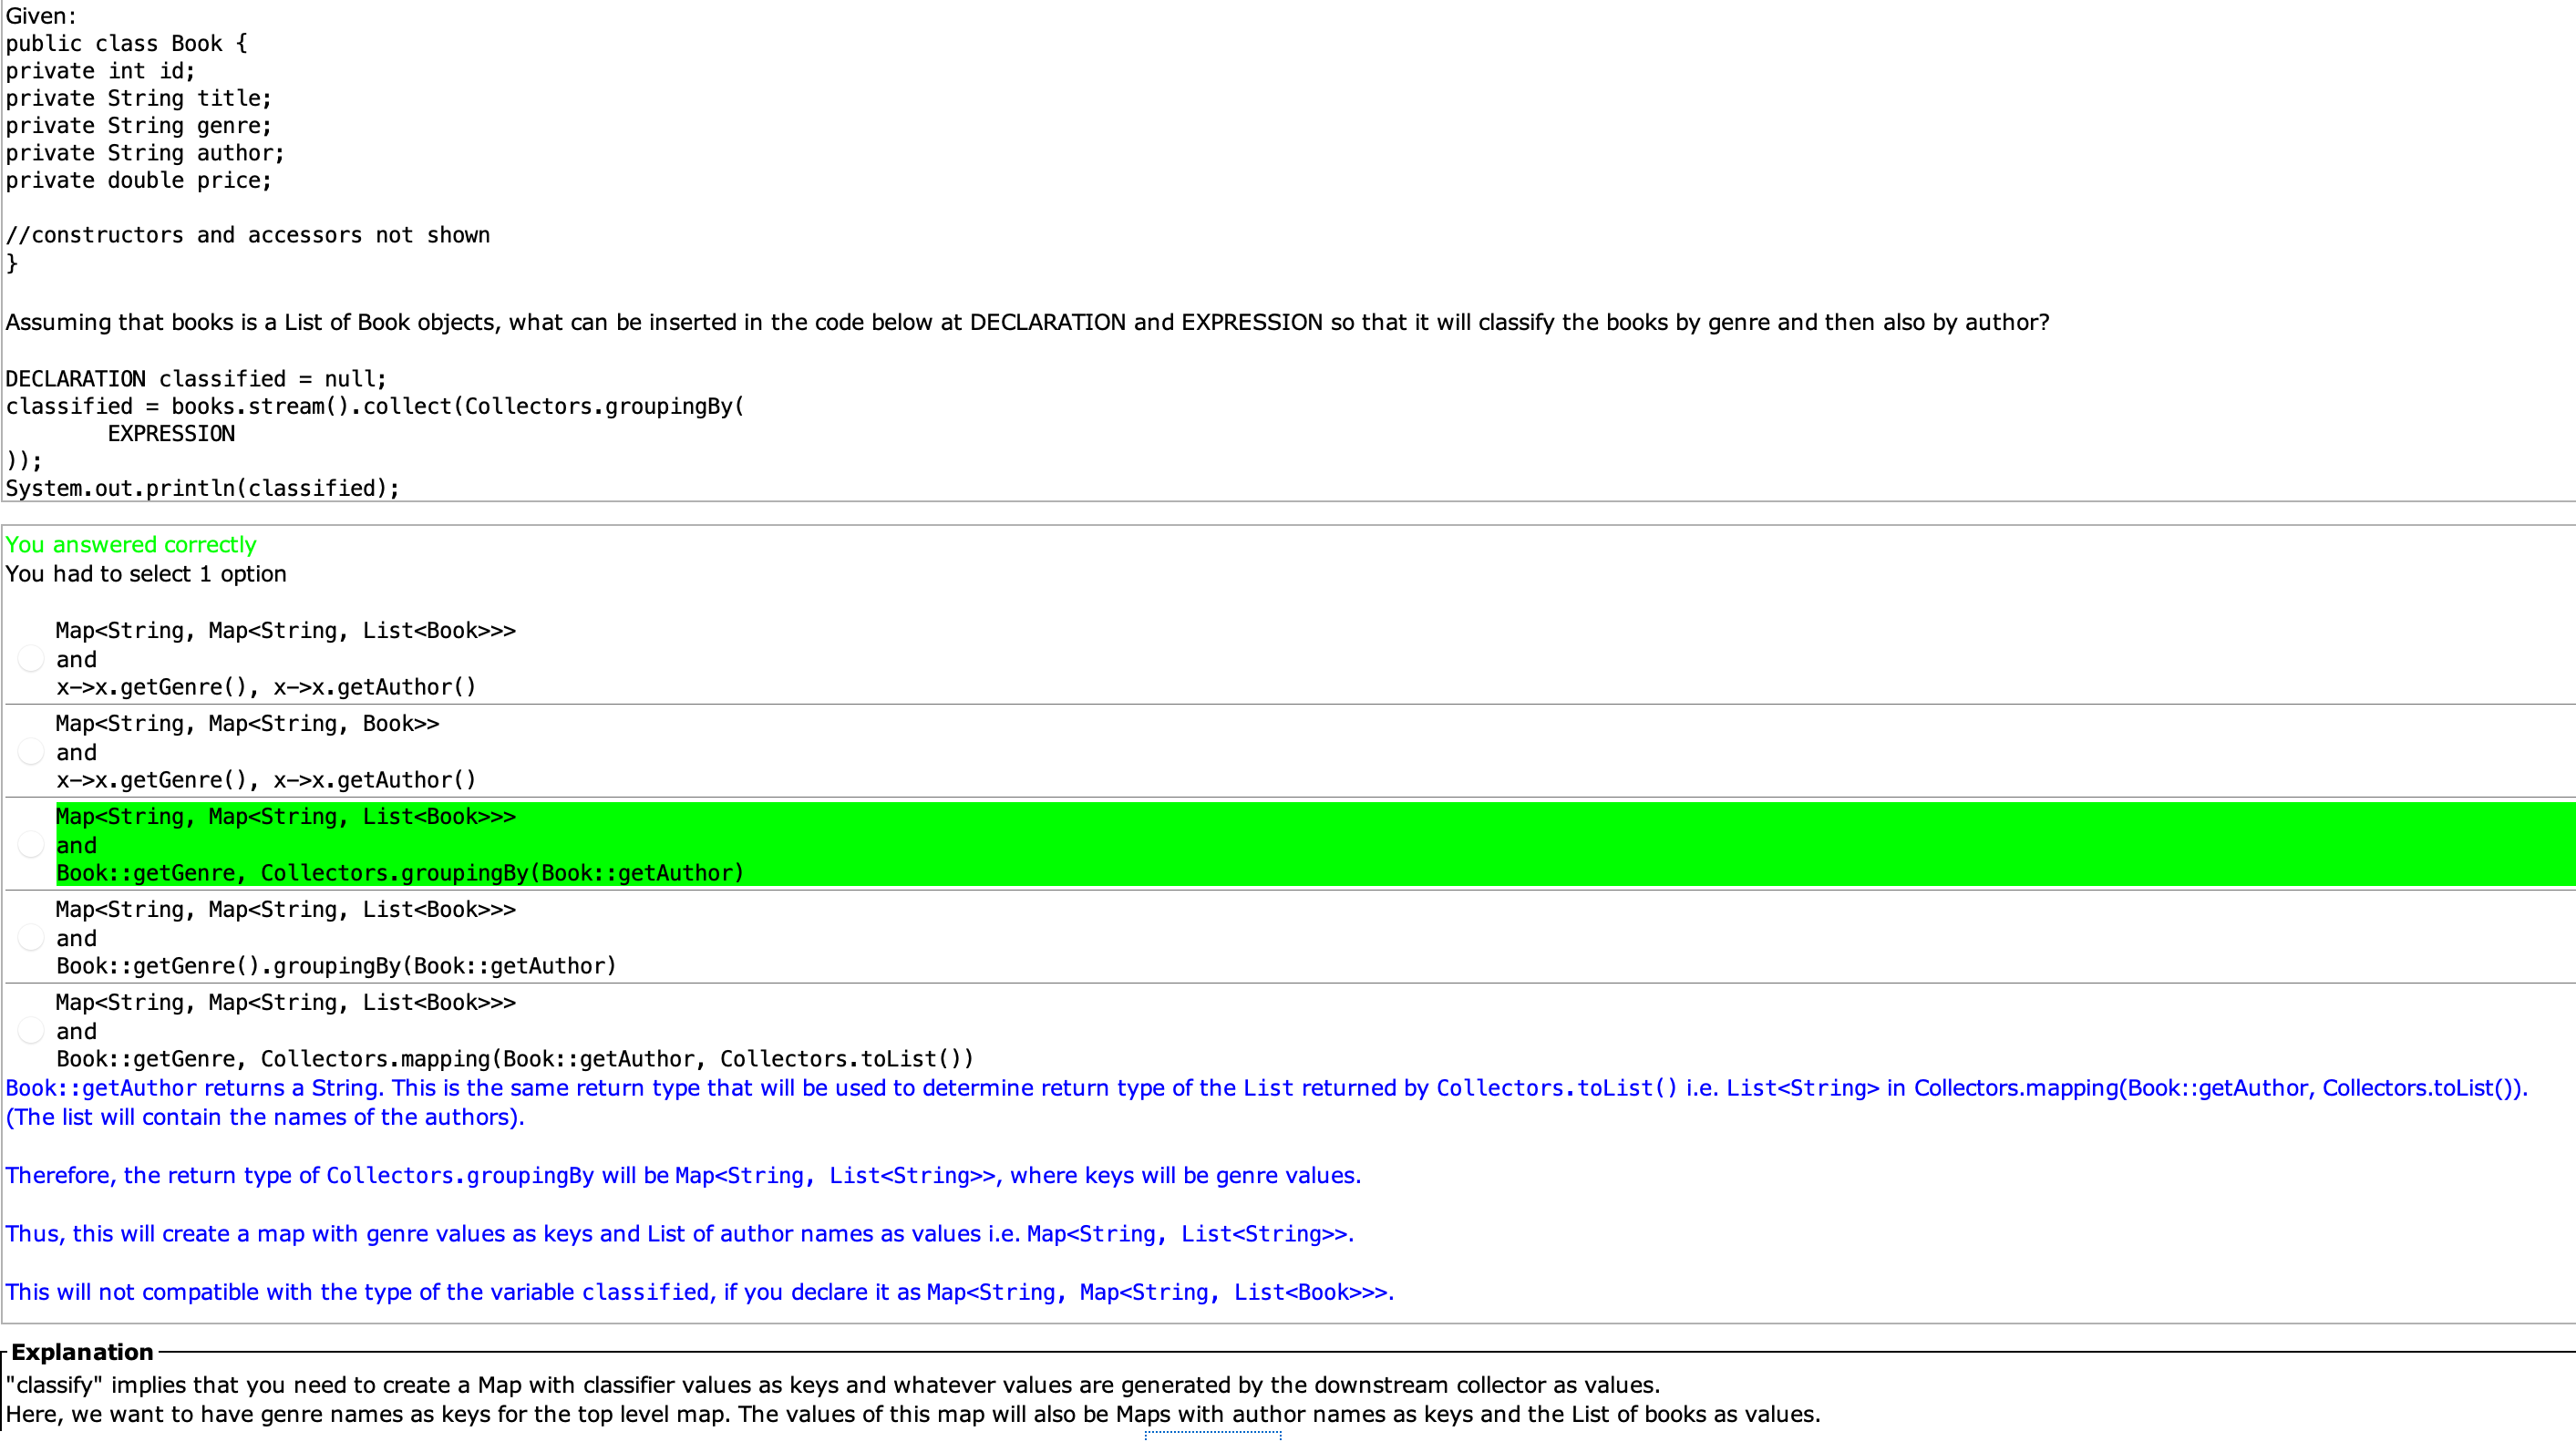 Given:
public class Book {
private int id;
private String title;
private String genre;
private String author;
private double price;
//constructors and accessors not shown
}
Assuming that books is a List of Book objects, what can be inserted in the code below at DECLARATION and EXPRESSION so that it will classify the books by genre and then also by author?
DECLARATION classified = null;
classified = books.stream().collect(Collectors.groupingBy(
EXPRESSION
));
System.out.println(classified);
You answered correctly
You had to select 1 option
Map<String, Map<String, List<Book>>>
and
x->x.getGenre(), x->x.getAuthor()
Map<String, Map<String, Book>>
and
x->x.getGenre(), x->x.getAuthor()
Map<String, Map<String, List<Book>>>
and
Book::getGenre, Collectors.groupingBy(Book::getAuthor)
Map<String, Map<String, List<Book>>>
and
Book::getGenre().groupingBy(Book::getAuthor)
Map<String, Map<String, List<Book>>>
and
Book::getGenre, Collectors.mapping(Book::getAuthor, Collectors.toList())
Book::getAuthor returns a String. This is the same return type that will be used to determine return type of the List returned by Collectors.toList() i.e. List<String> in Collectors.mapping(Book::getAuthor, Collectors.toList()).
(The list will contain the names of the authors).
Therefore, the return type of Collectors.groupingBy will be Map<String, List<String>>, where keys will be genre values.
Thus, this will create a map with genre values as keys and List of author names as values i.e. Map<String, List<String>>.
This will not compatible with the type of the variable classified, if you declare it as Map<String, Map<String, List<Book>>>.
Explanation
"classify" implies that you need to create a Map with classifier values as keys and whatever values are generated by the downstream collector as values.
Here, we want to have genre names as keys for the top level map. The values of this map will also be Maps with author names as keys and the List of books as values.